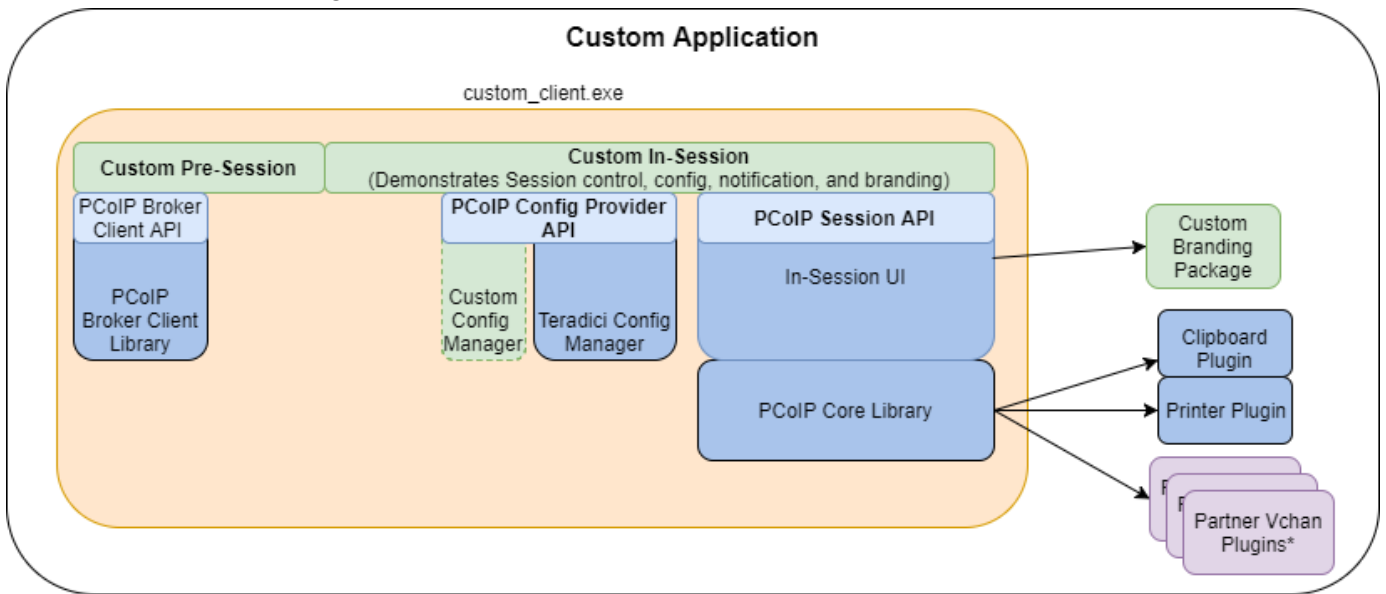 Custom Application
custom_client.exe
Custom Pre-Session
Custom In-Session
(Demonstrates Session control, config, notification, and branding)
PCoIP Broker
Client API
PCoIP Config Provider
API
PCoIP Session API
PCoIP
Broker Client
Library
Custom
Config
Manager
Teradici Config
Manager
In-Session UI
PCoIP Core Library
Custom
Branding
Package
Clipboard
Plugin
Printer Plugin
Partner Vchan
Plugins*